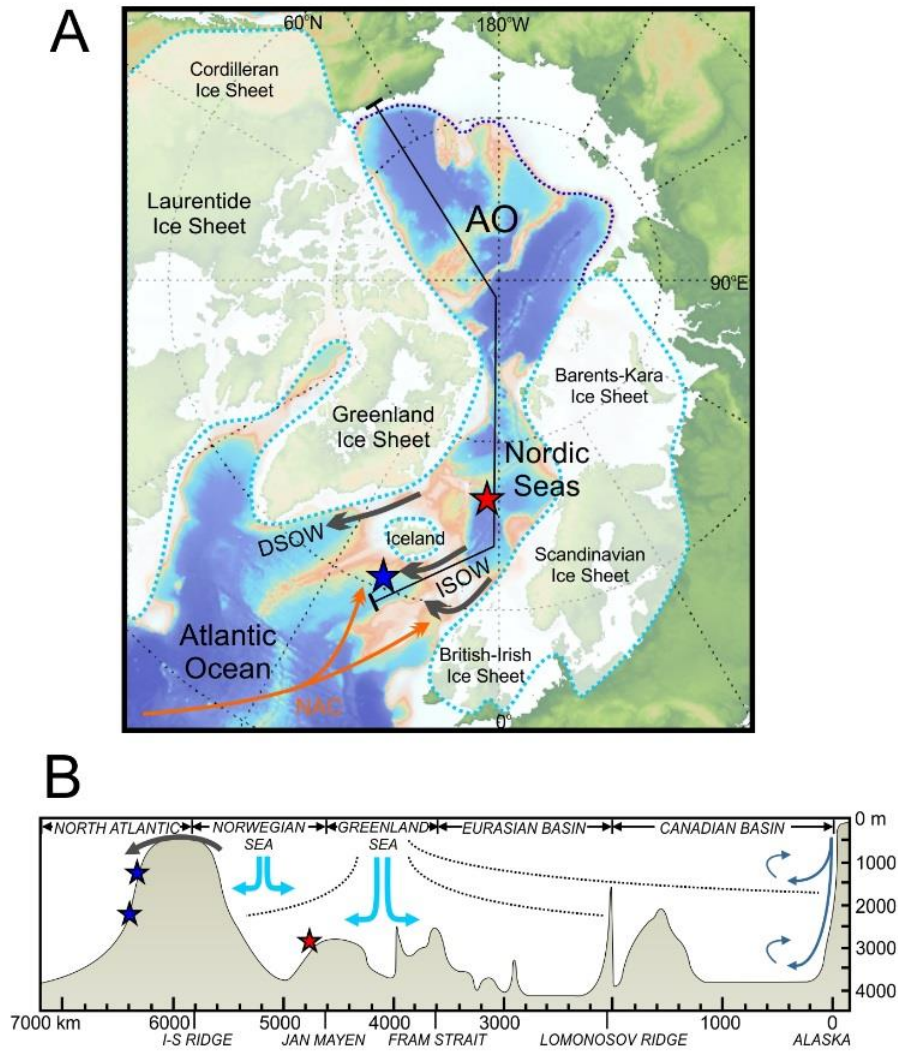 A
60°N
180°W
Cordilleran
Ice Sheet
Laurentide
Ice Sheet
AO
90°E
Barents-Kara
Ice Sheet
Greenland
Ice Sheet
Nordic
Seas
DSOW
Iceland
ISOW
Scandinavian
Ice Sheet
Atlantic
Ocean
British-Irish
Ice Sheet
NAC
0°
B
NORTH ATLANTIC NORWEGIAN GREENLAND EURASIAN BASIN CANADIAN BASIN 0 m
SEA SEA
1000
2000
3000
4000
7000 km 6000 5000 4000 3000 1000 0
I-S RIDGE JAN MAYEN FRAM STRAIT LOMONOSOV RIDGE ALASKA